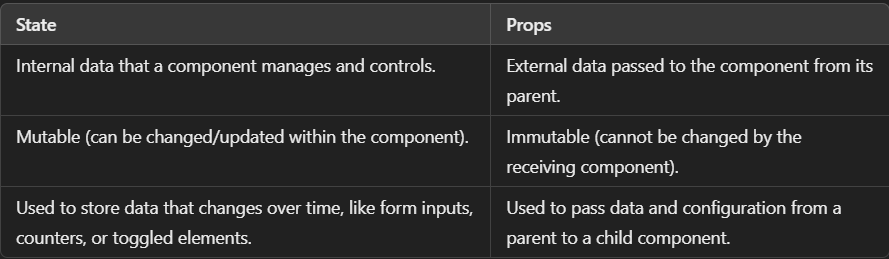 State
Props
Internal data that a component manages and controls.
External data passed to the component from its
parent.
Mutable (can be changed/updated within the component).
Immutable (cannot be changed by the
receiving component).
Used to store data that changes over time, like form inputs,
counters, or toggled elements.
Used to pass data and configuration from a
parent to a child component.